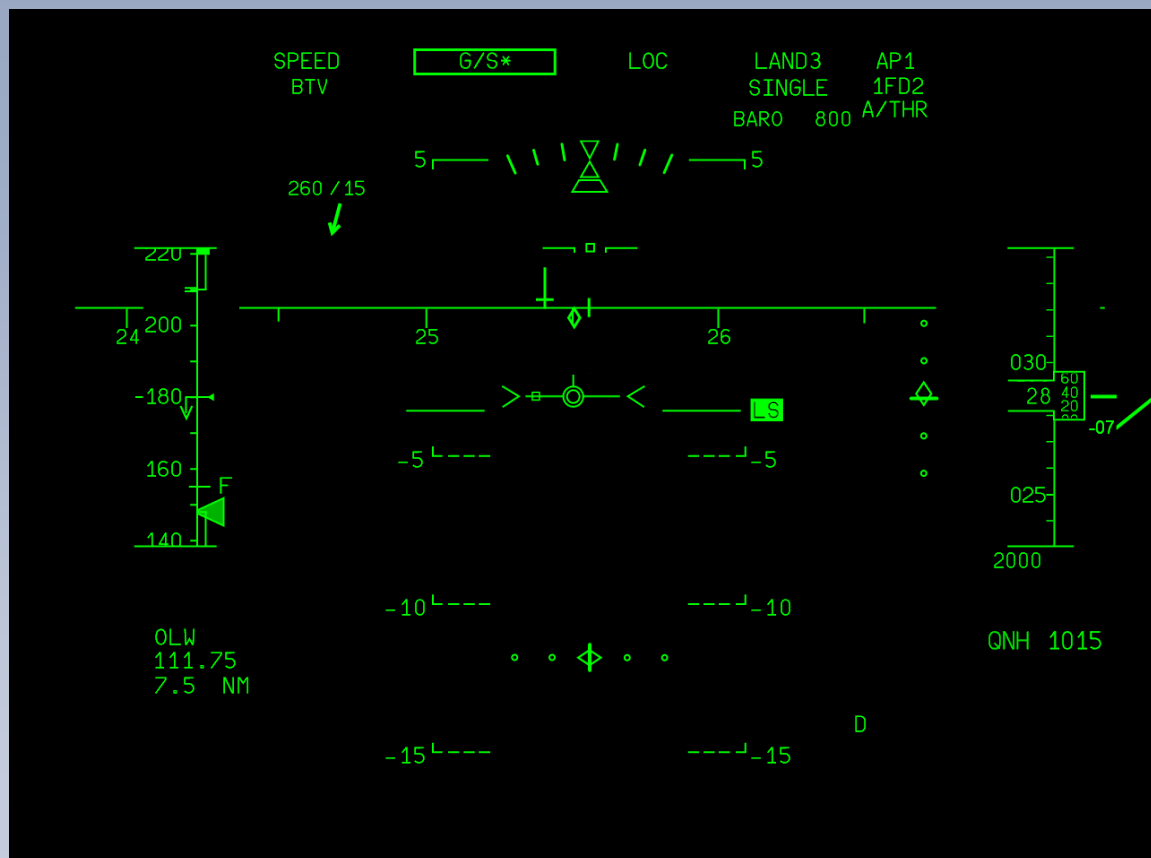 SPEED G/S* LOC LAND3 AP1
BTV SINGLE 1FD2
BARO 800 A/THR
5 5
260/15
220
24 200 25 26
030
-180 28 60 40 20 00
LS -07
-5 -5
160 F
025
140
2000
-10 -10
OLW QNH 1015
111.75
7.5 NM
D
-15 -15